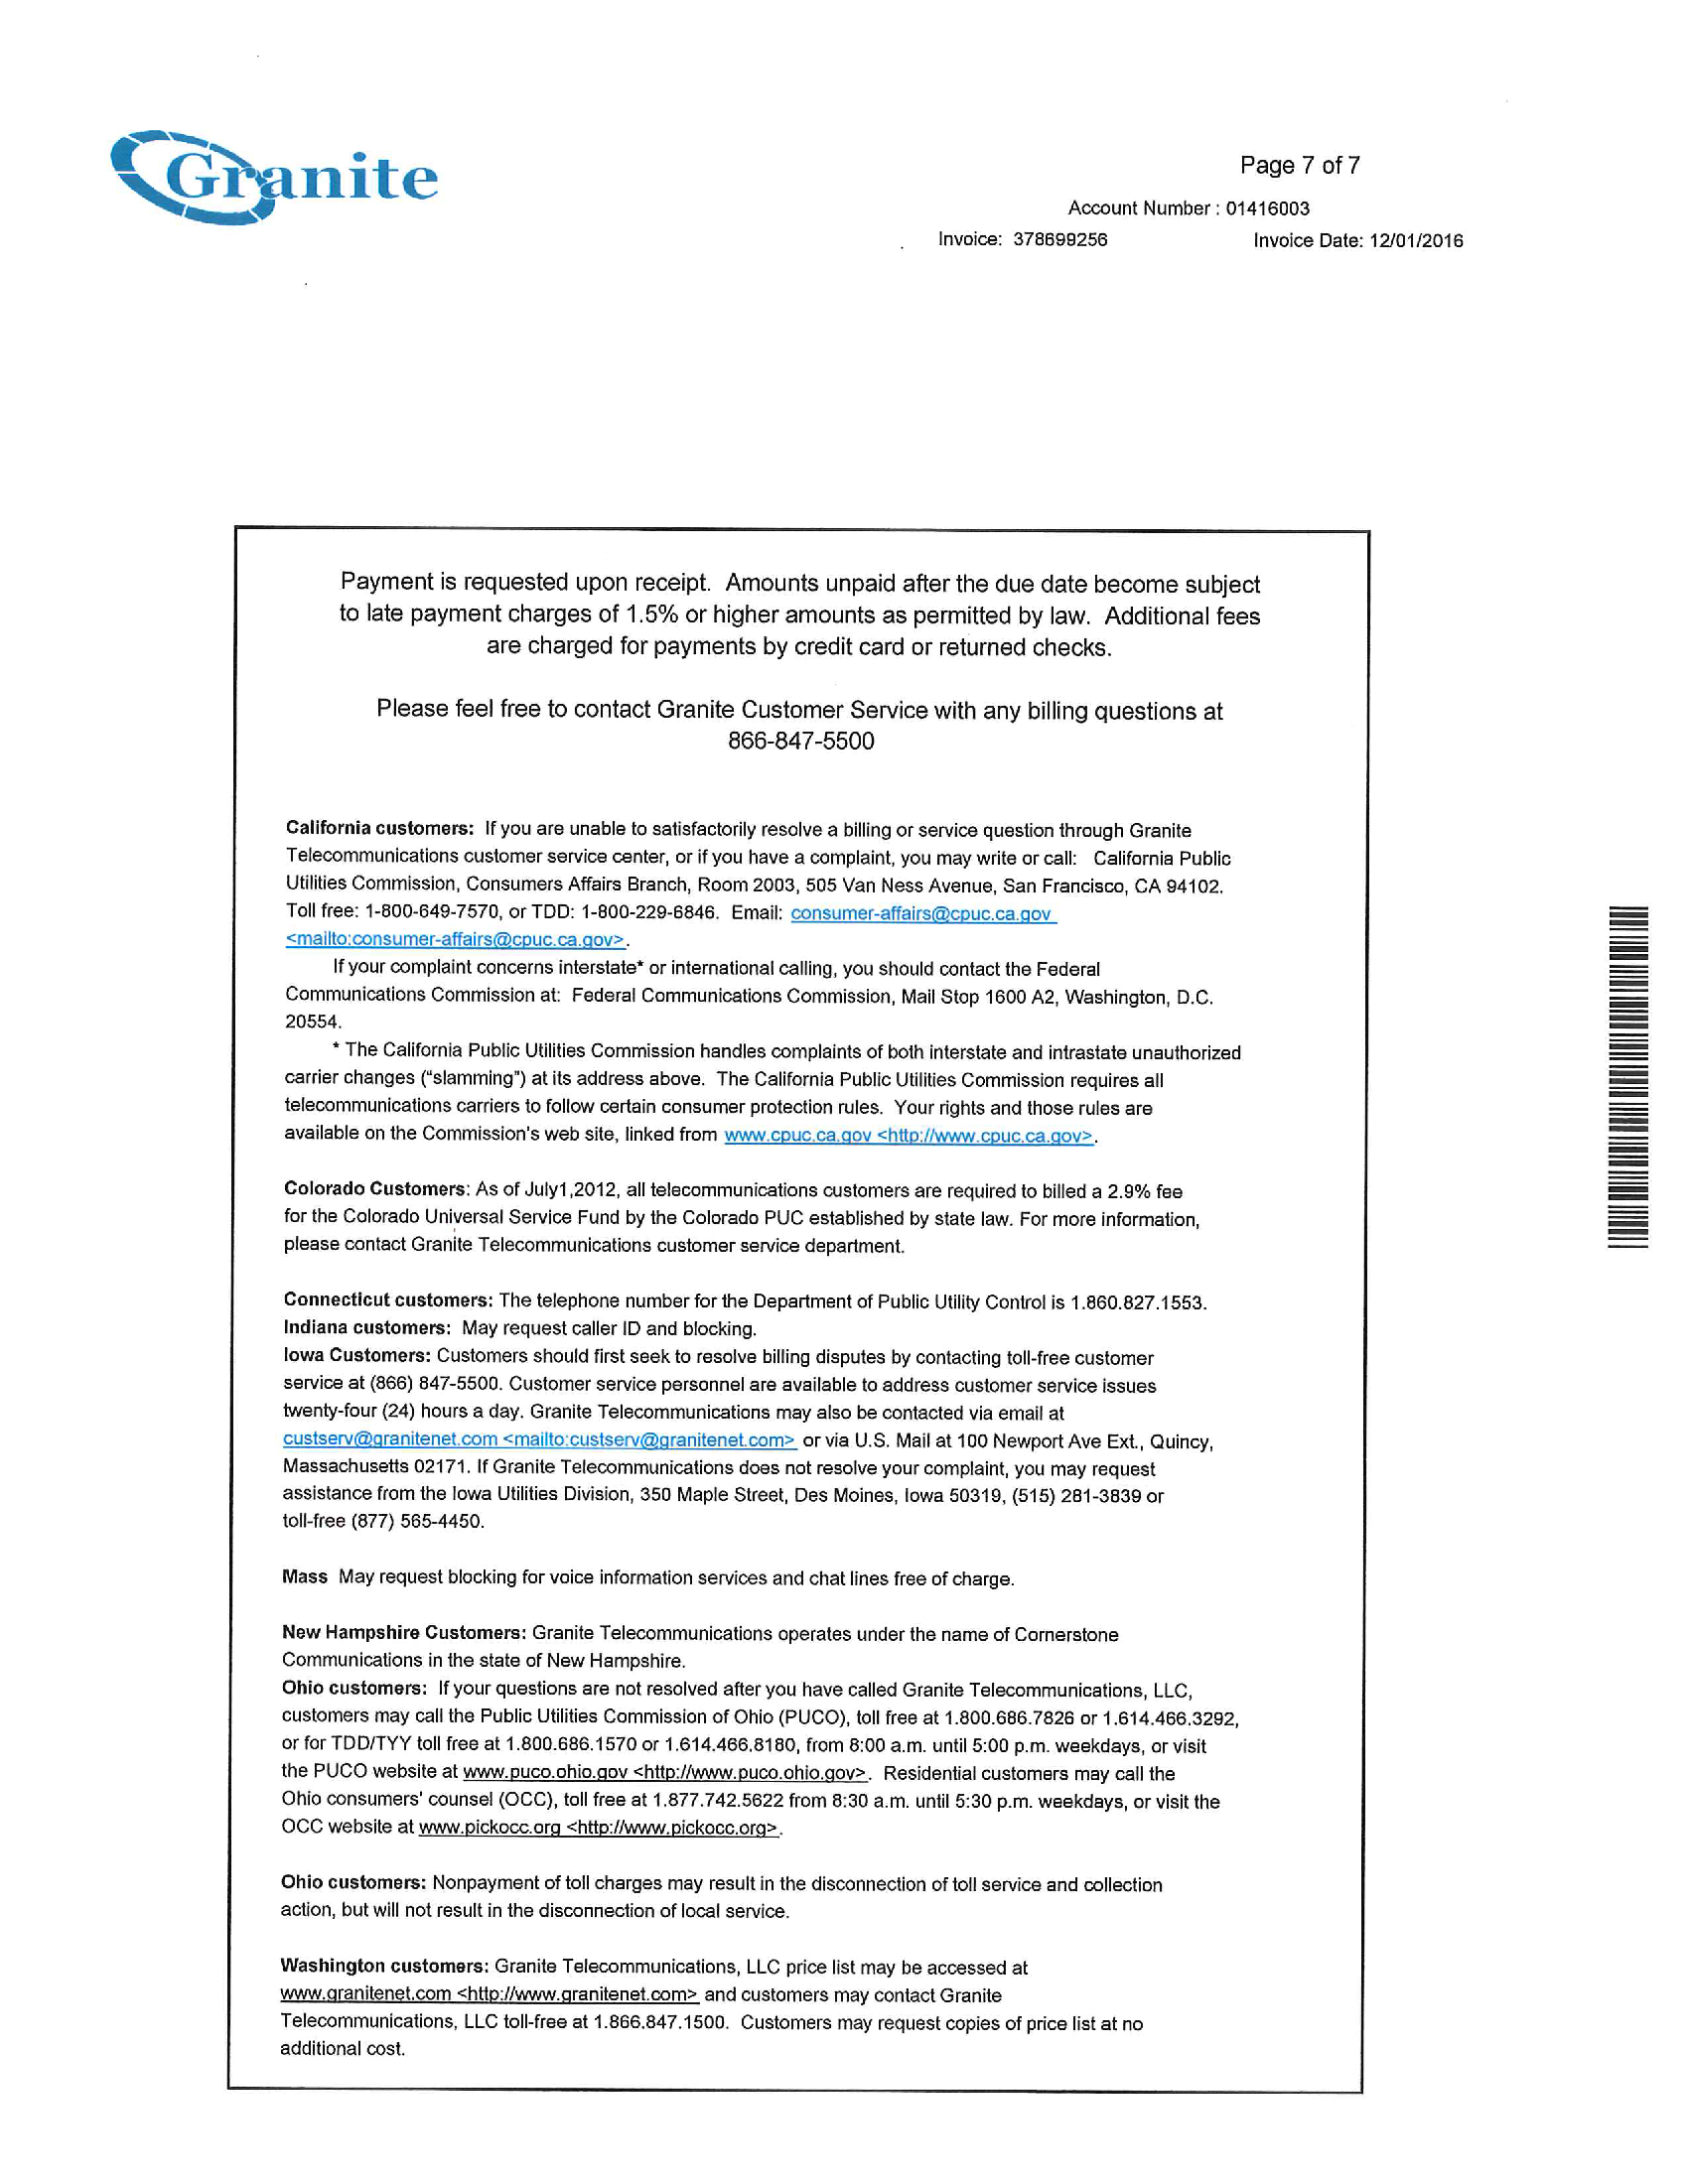 Granite
Page 7 of 7
Account Number : 01416003
Invoice: 378699256 Invoice Date: 12/01/2016
Payment is requested upon receipt. Amounts unpaid after the due date become subject
to late payment charges of 1.5% or higher amounts as permitted by law. Additional fees
are charged for payments by credit card or returned checks.
Please feel free to contact Granite Customer Service with any billing questions at
866-847-5500
California customers: If you are unable to satisfactorily resolve a billing or service question through Granite
Telecommunications customer service center, or if you have a complaint, you may write or call: California Public
Utilities Commission, Consumers Affairs Branch, Room 2003, 505 Van Ness Avenue, San Francisco, CA 94102.
Toll free: 1-800-649-7570, or TDD: 1-800-229-6846. Email: consumer-affairs@cpuc.ca.gov
<mailto:consumer-affairs@cpuc.ca.gov>.
If your complaint concerns interstate* or international calling, you should contact the Federal
Communications Commission at: Federal Communications Commission, Mail Stop 1600 A2, Washington, D.C.
20554.
* The California Public Utilities Commission handles complaints of both interstate and intrastate unauthorized
carrier changes (“slamming”) at its address above. The California Public Utilities Commission requires all
telecommunications carriers to follow certain consumer protection rules. Your rights and those rules are
available on the Commission's web site, linked from www.cpuc.ca.gov <http://www.cpuc.ca.gov>.
Colorado Customers: As of July1,2012, all telecommunications customers are required to billed a 2.9% fee
for the Colorado Universal Service Fund by the Colorado PUC established by state law. For more information,
please contact Granite Telecommunications customer service department.
Connecticut customers: The telephone number for the Department of Public Utility Control is 1.860.827.1553.
Indiana customers: May request caller ID and blocking.
Iowa Customers: Customers should first seek to resolve billing disputes by contacting toll-free customer
service at (866) 847-5500. Customer service personnel are available to address customer service issues
twenty-four (24) hours a day. Granite Telecommunications may also be contacted via email at
custserv@granitenet.com <mailto:custserv@granitenet.com> or via U.S. Mail at 100 Newport Ave Ext., Quincy,
Massachusetts 02171. If Granite Telecommunications does not resolve your complaint, you may request
assistance from the Iowa Utilities Division, 350 Maple Street, Des Moines, Iowa 50319, (515) 281-3839 or
toll-free (877) 565-4450.
Mass May request blocking for voice information services and chat lines free of charge.
New Hampshire Customers: Granite Telecommunications operates under the name of Cornerstone
Communications in the state of New Hampshire.
Ohio customers: If your questions are not resolved after you have called Granite Telecommunications, LLC,
customers may call the Public Utilities Commission of Ohio (PUCO), toll free at 1.800.686.7826 or 1.614.466.3292,
or for TDD/TYY toll free at 1.800.686.1570 or 1.614.466.8180, from 8:00 a.m. until 5:00 p.m. weekdays, or visit
the PUCO website at www.puco.ohio.gov <http://www.puco.ohio.gov>. Residential customers may call the
Ohio consumers' counsel (OCC), toll free at 1.877.742.5622 from 8:30 a.m. until 5:30 p.m. weekdays, or visit the
OCC website at www.pickocc.org <http://www.pickocc.org>.
Ohio customers: Nonpayment of toll charges may result in the disconnection of toll service and collection
action, but will not result in the disconnection of local service.
Washington customers: Granite Telecommunications, LLC price list may be accessed at
www.granitenet.com <http://www.granitenet.com> and customers may contact Granite
Telecommunications, LLC toll-free at 1.866.847.1500. Customers may request copies of price list at no
additional cost.